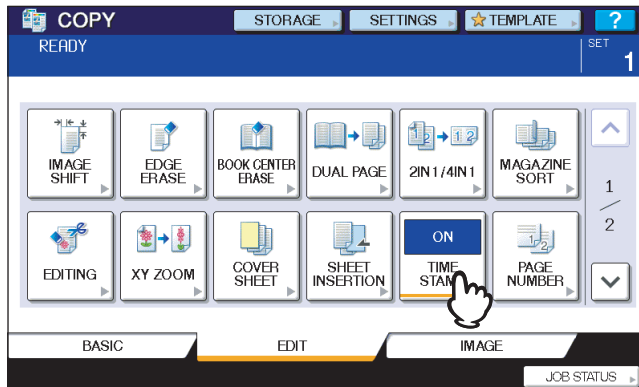 COPY
STORAGE
SETTINGS
TEMPLATE
?
READY
SET
1
IMAGE
SHIFT
EDGE
ERASE
BOOK CENTER
ERASE
DUAL PAGE
1 2
2IN1/4IN1
MAGAZINE
SORT
1
2
EDITING
XY ZOOM
COVER
SHEET
SHEET
INSERTION
ON
TIME
PAGE
NUMBER
BASIC
EDIT
IMAGE
JOB STATUS